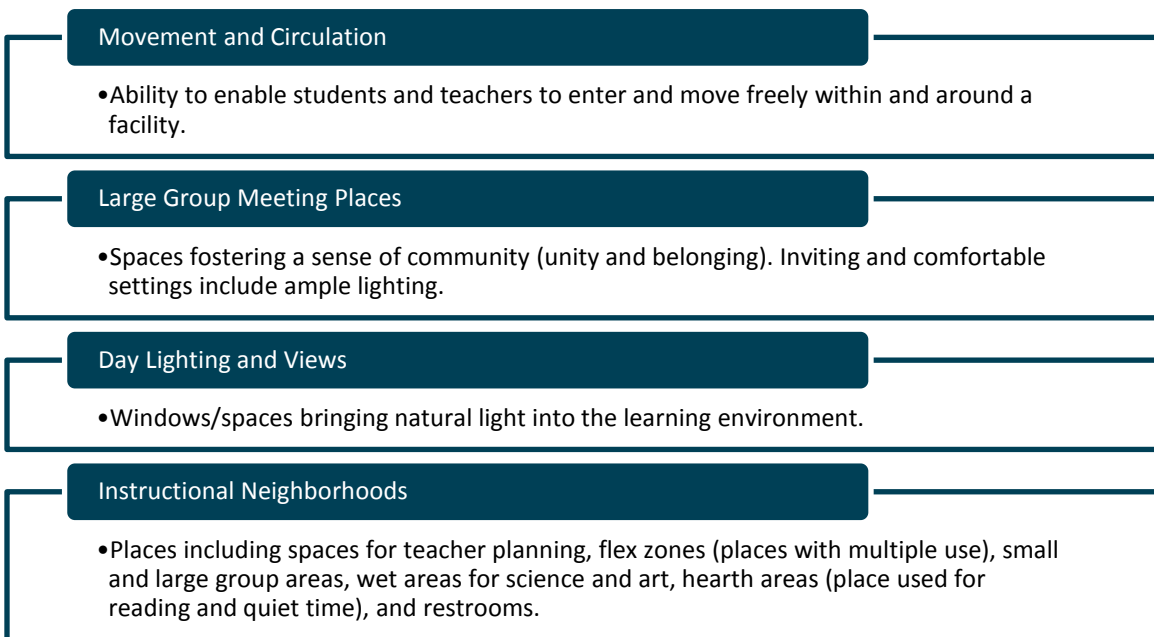 Movement and Circulation
•Ability to enable students and teachers to enter and move freely within and around a
facility.
Large Group Meeting Places
•Spaces fostering a sense of community (unity and belonging). Inviting and comfortable
settings include ample lighting.
Day Lighting and Views
•Windows/spaces bringing natural light into the learning environment.
Instructional Neighborhoods
•Places including spaces for teacher planning, flex zones (places with multiple use), small
and large group areas, wet areas for science and art, hearth areas (place used for
reading and quiet time), and restrooms.